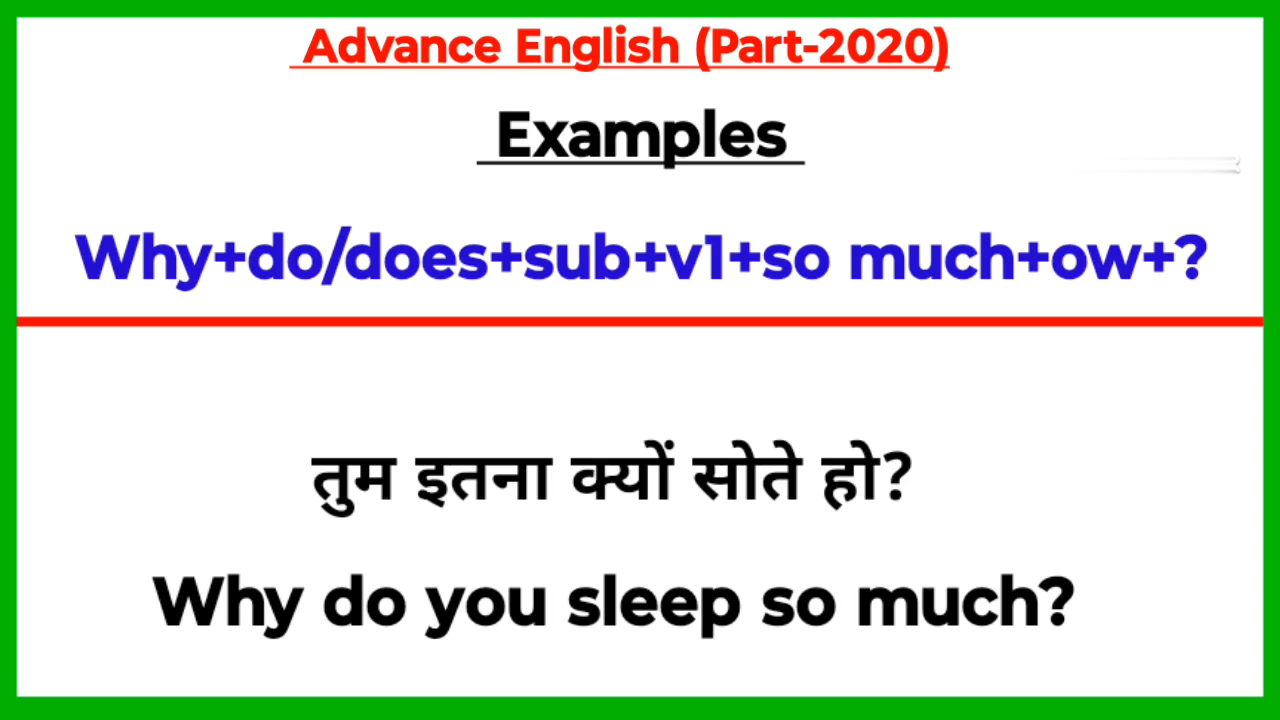 Advance English (Part-2020)
Examples
Why+do/does+sub+v1+so much+ow+?
तुम इतना क्यों सोते हो?
Why do you sleep so much?